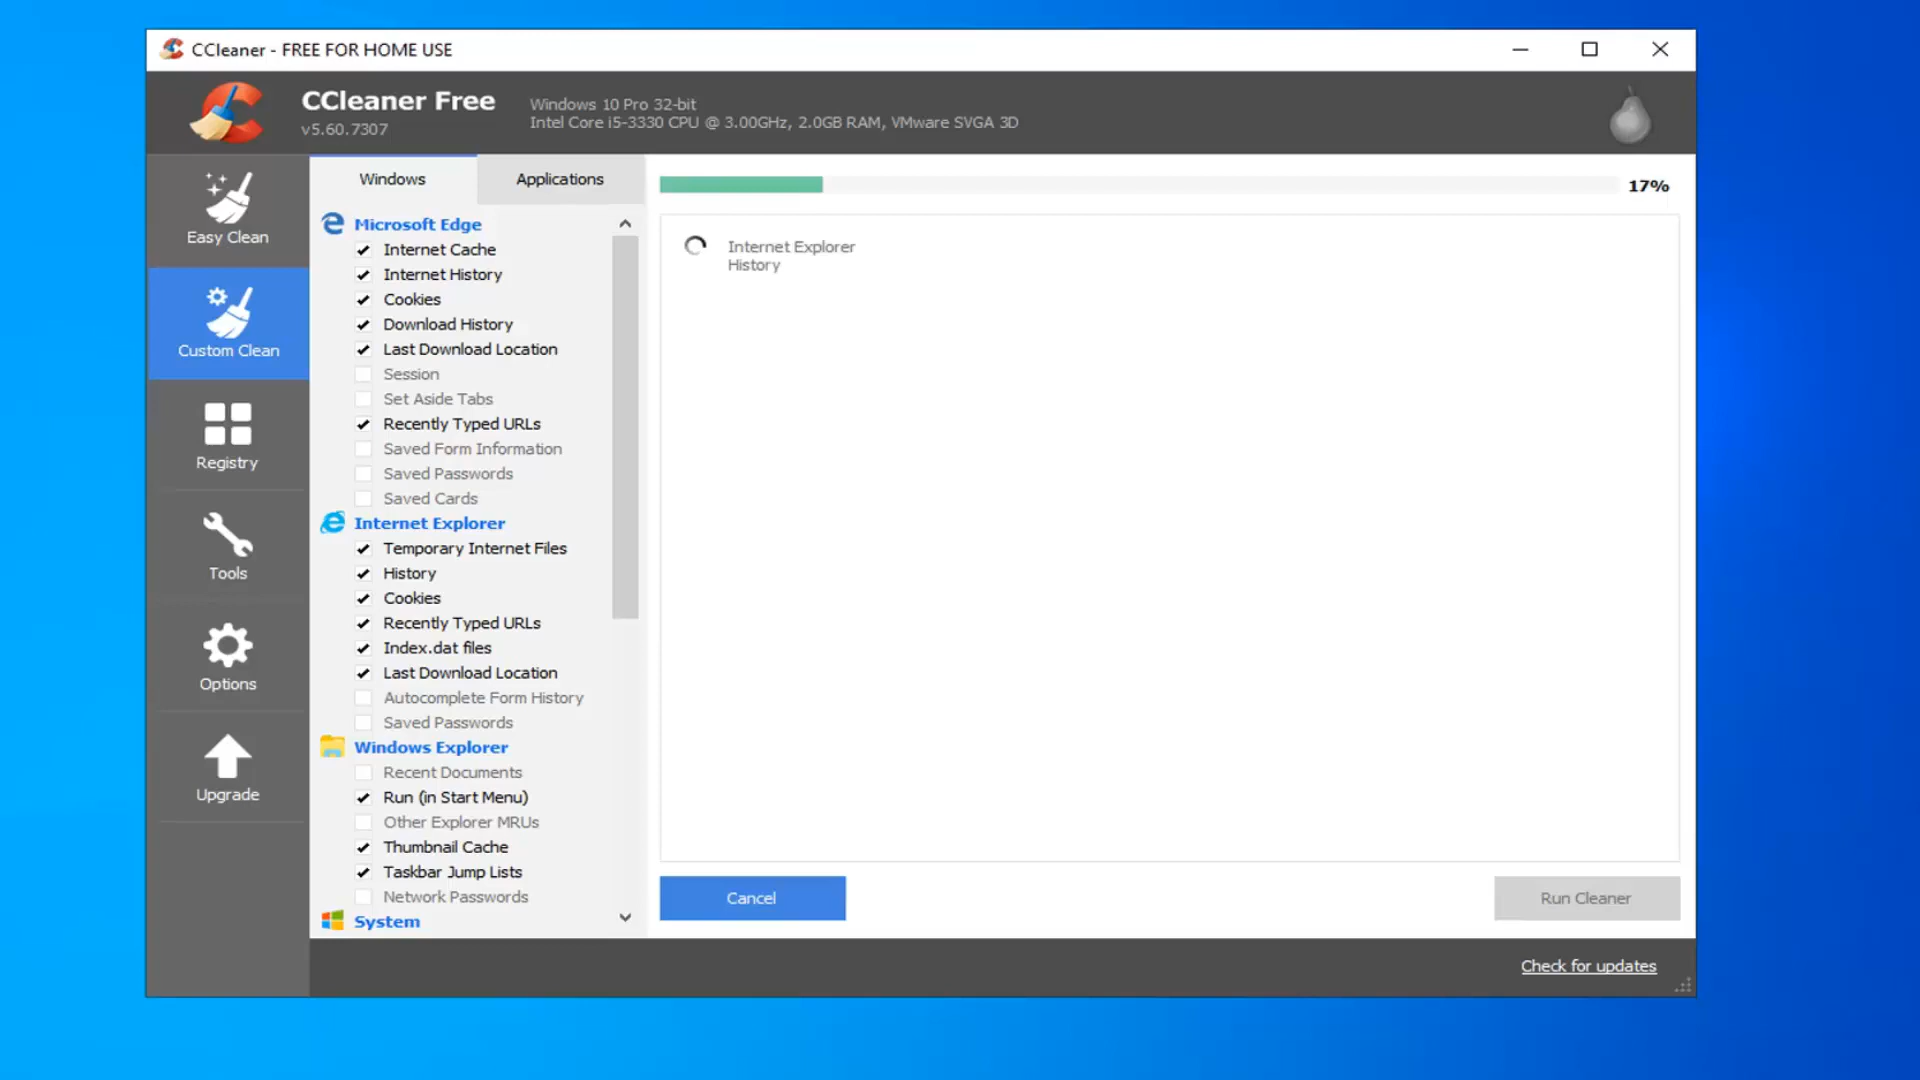 CCleaner - FREE FOR HOME USE
CCleaner Free
v5.60.7307
Windows 10 Pro 32-bit
Intel Core i5-3330 CPU @ 3.00GHz, 2.0GB RAM, VMware SVGA 3D
Easy Clean
Custom Clean
Registry
Tools
Options
Upgrade
Windows
Applications
Microsoft Edge
Internet Cache
Internet History
Cookies
Download History
Last Download Location
Session
Set Aside Tabs
Recently Typed URLs
Saved Form Information
Saved Passwords
Saved Cards
Internet Explorer
Temporary Internet Files
History
Cookies
Recently Typed URLs
Index.dat files
Last Download Location
Autocomplete Form History
Saved Passwords
Windows Explorer
Recent Documents
Run (in Start Menu)
Other Explorer MRUs
Thumbnail Cache
Taskbar Jump Lists
Network Passwords
System
17%
Internet Explorer
History
Cancel
Run Cleaner
Check for updates